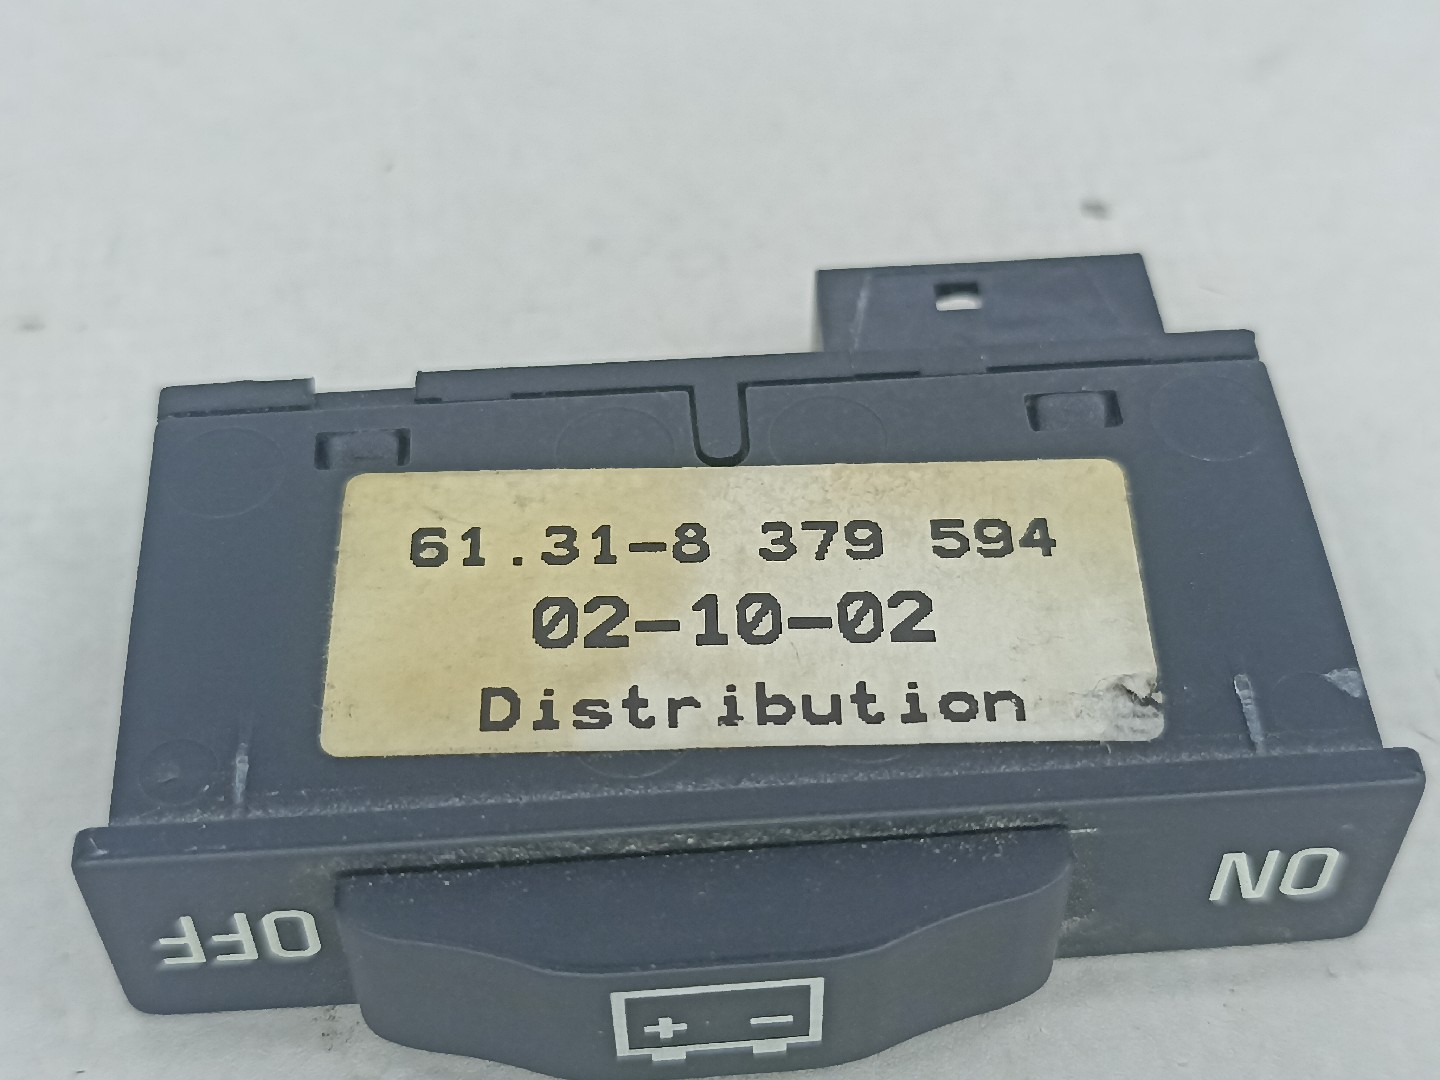 61.31-8 379 594
02-10-02
Distribution
OFF
ON
+ -